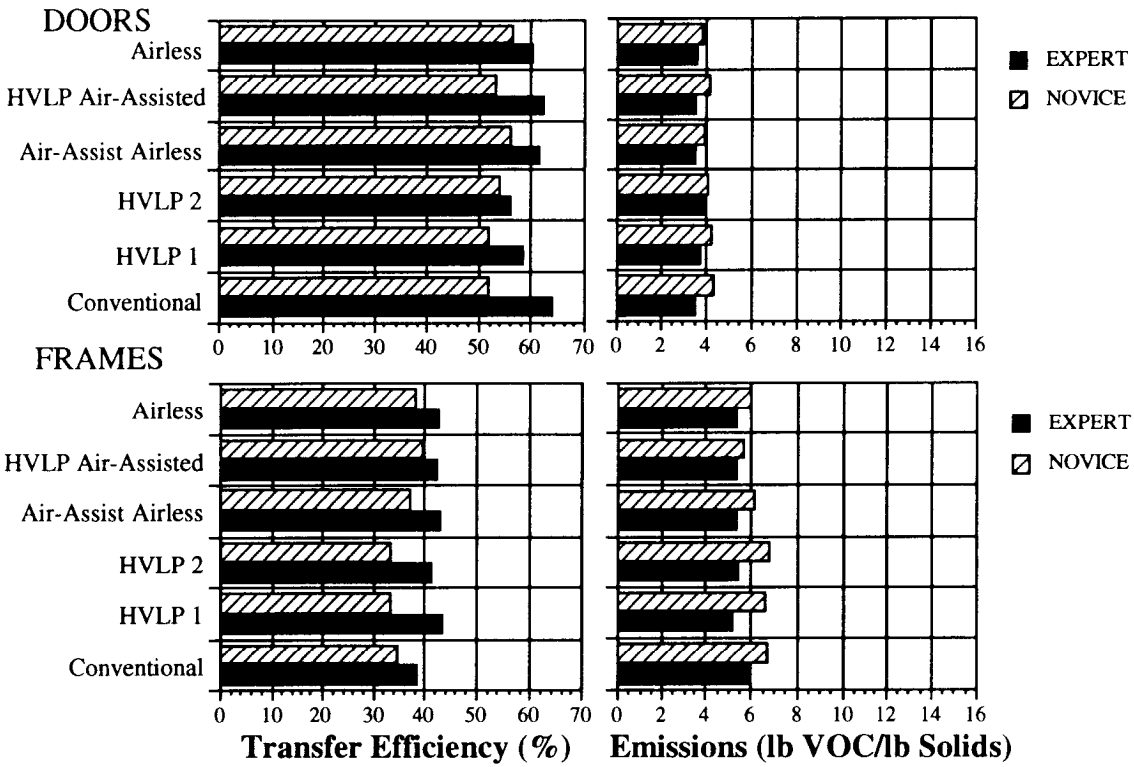 DOORS
Airless
HVLP Air-Assisted
Air-Assist Airless
HVLP 2
HVLP 1
Conventional
0 10 20 30 40 50 60 70
0 2 4 6 8 10 12 14 16
EXPERT
NOVICE
FRAMES
Airless
HVLP Air-Assisted
Air-Assist Airless
HVLP 2
HVLP 1
Conventional
0 10 20 30 40 50 60 70
0 2 4 6 8 10 12 14 16
EXPERT
NOVICE
Transfer Efficiency (%)
Emissions (lb VOC/lb Solids)